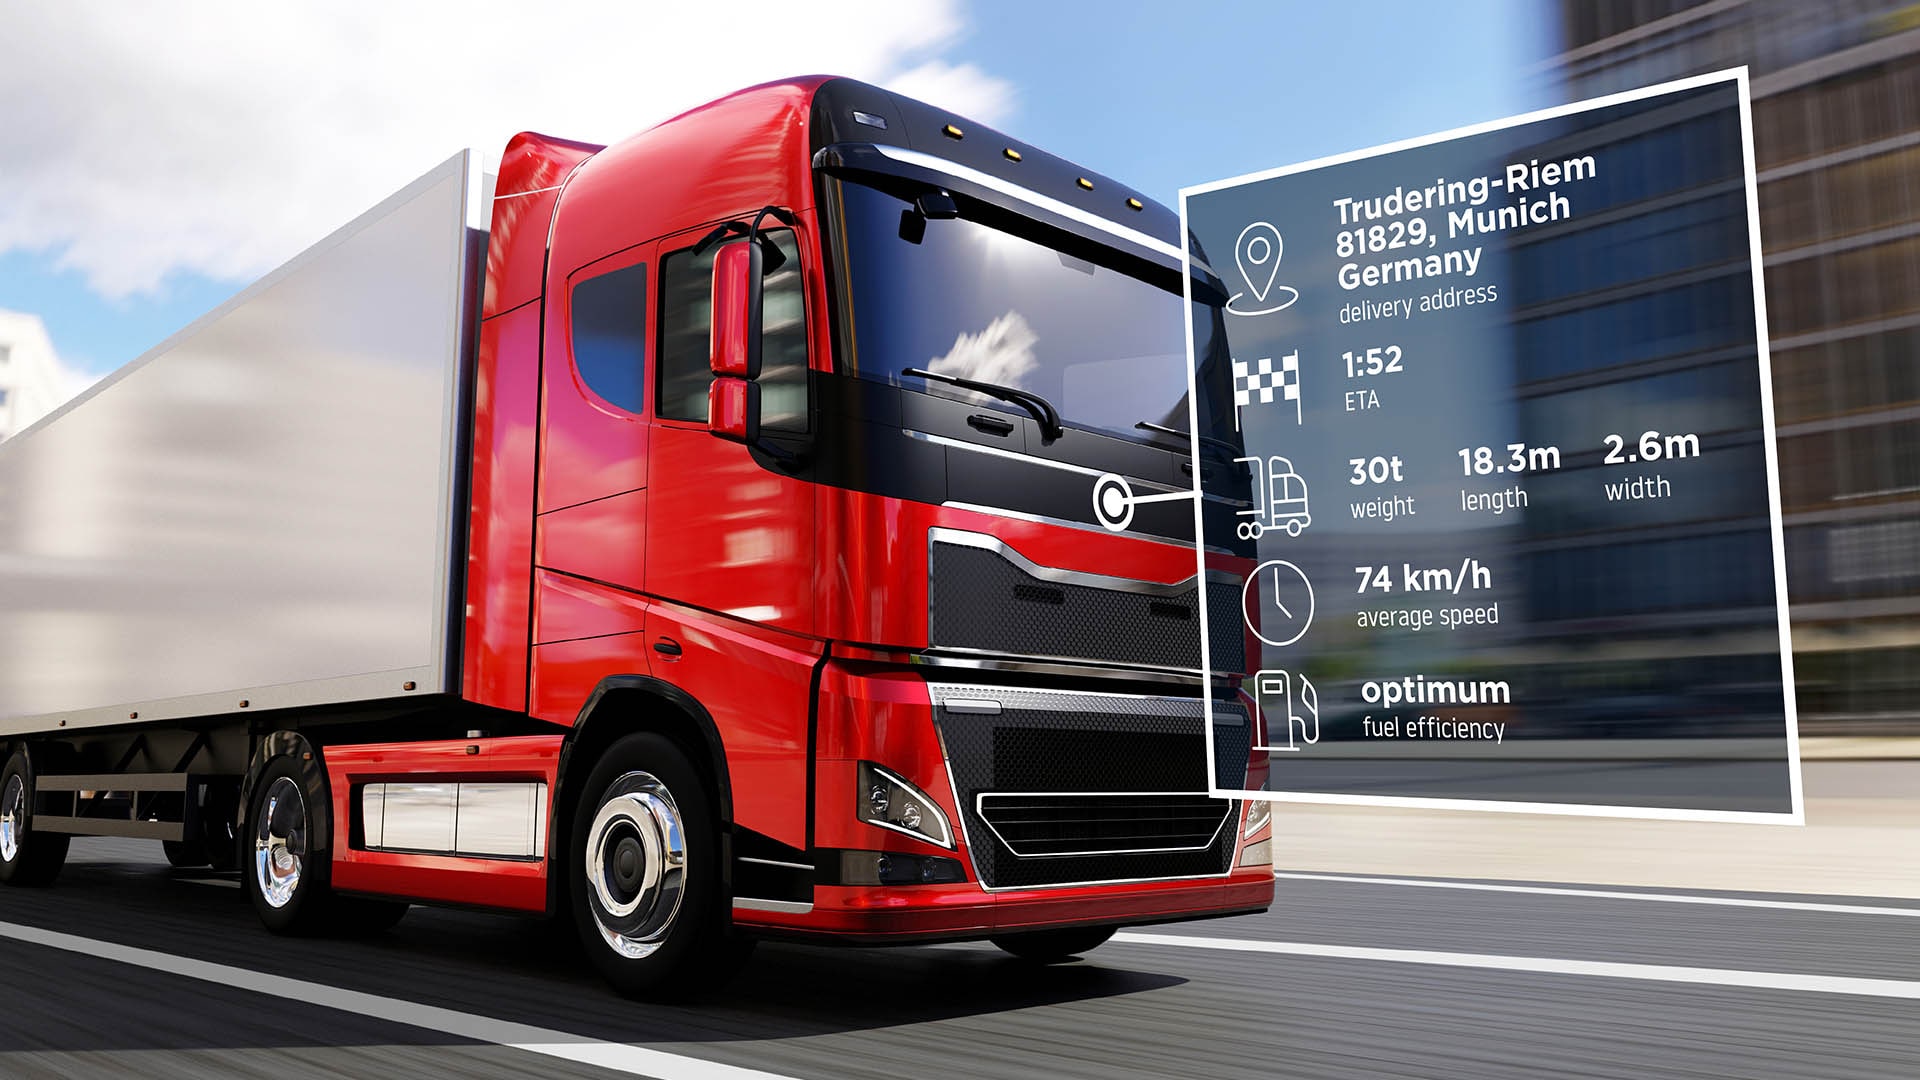 Trudering-Riem
81829, Munich
Germany
delivery address
1:52
ETA
30t 18.3m 2.6m
weight length width
74 km/h
average speed
optimum
fuel efficiency